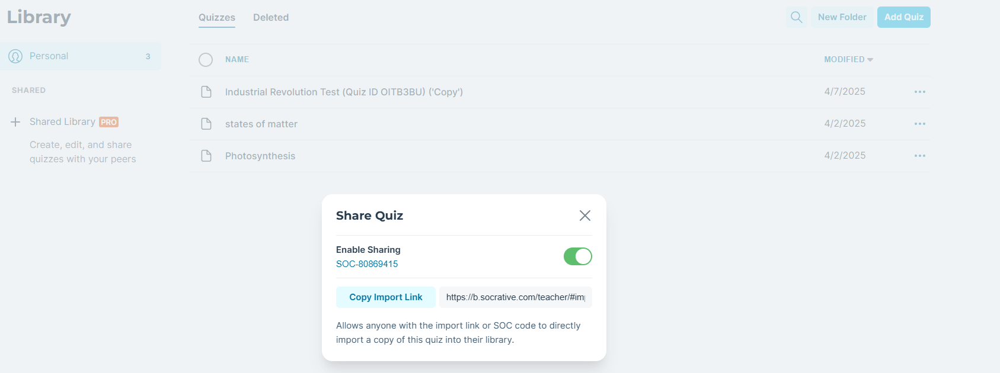 Library
Quizzes
Deleted
New Folder
Add Quiz
Personal
3
NAME
MODIFIED
SHARED
Industrial Revolution Test (Quiz ID OITB3BU) ('Copy')
4/7/2025
Shared Library PRO
states of matter
4/2/2025
Create, edit, and share
quizzes with your peers
Photosynthesis
4/2/2025
Share Quiz
Enable Sharing
SOC-80869415
Copy Import Link
https://b.socrative.com/teacher/#im
Allows anyone with the import link or SOC code to directly
import a copy of this quiz into their library.